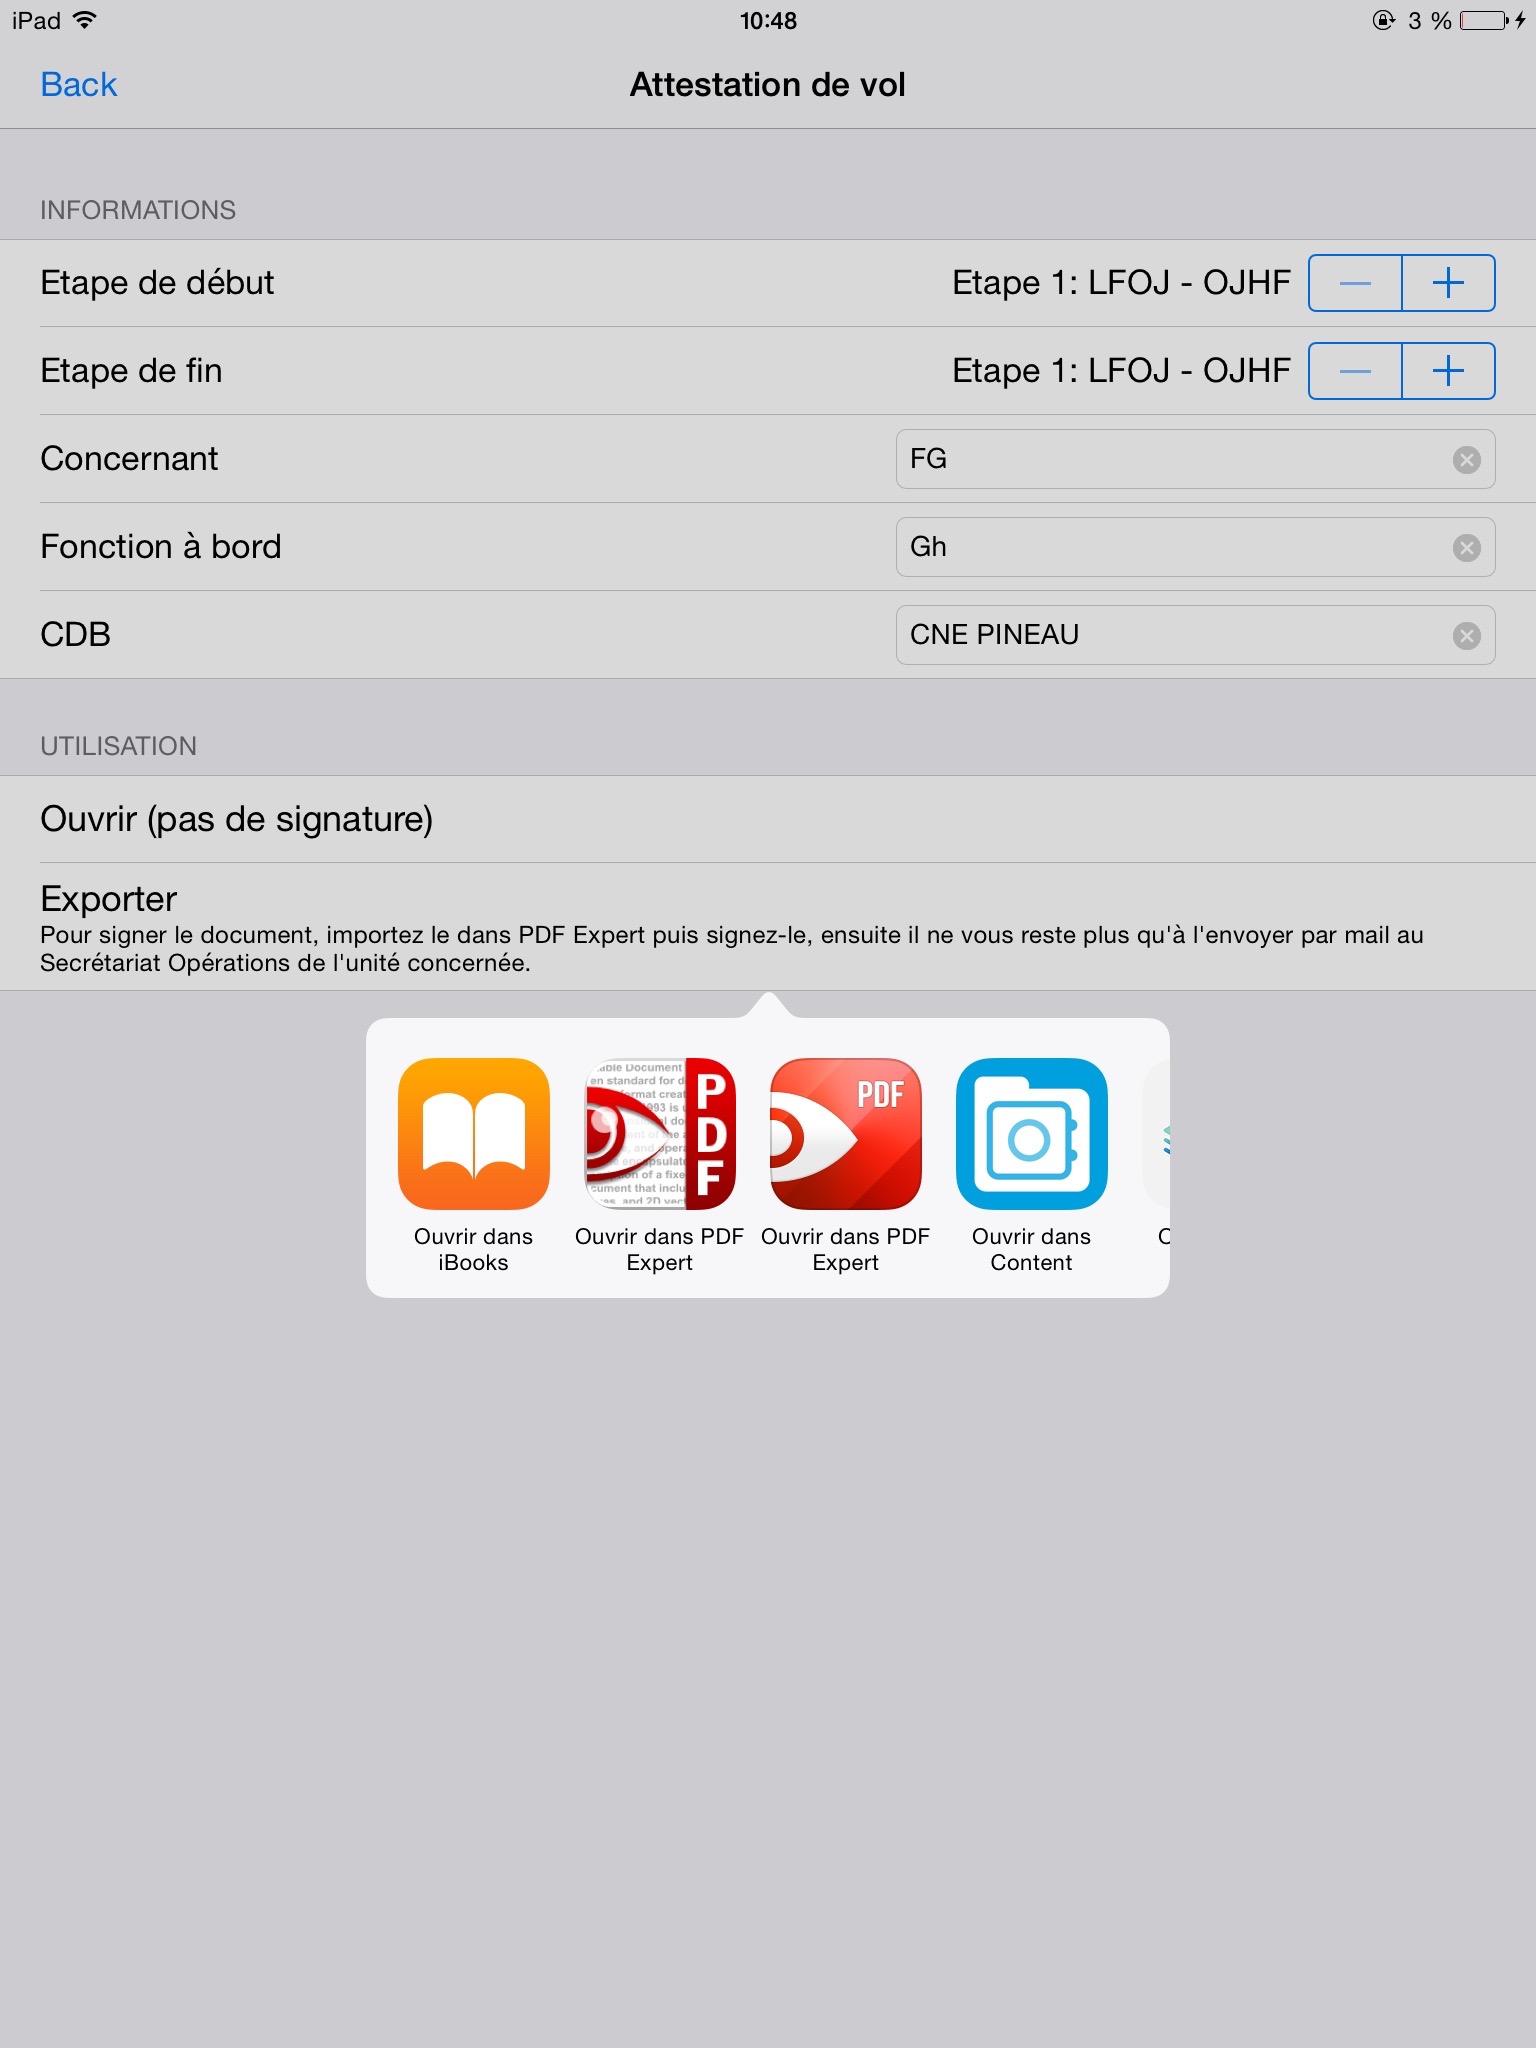 iPad 10:48 3 %
Back Attestation de vol
INFORMATIONS
Etape de début Etape 1: LFOJ - OJHF
Etape de fin Etape 1: LFOJ - OJHF
Concernant FG
Fonction à bord Gh
CDB CNE PINEAU
UTILISATION
Ouvrir (pas de signature)
Exporter
Pour signer le document, importez le dans PDF Expert puis signez-le, ensuite il ne vous reste plus qu'à l'envoyer par mail au
Secrétariat Opérations de l'unité concernée.
PDF
PDF
Ouvrir dans iBooks
Ouvrir dans PDF Expert
Ouvrir dans PDF Expert
Ouvrir dans Content